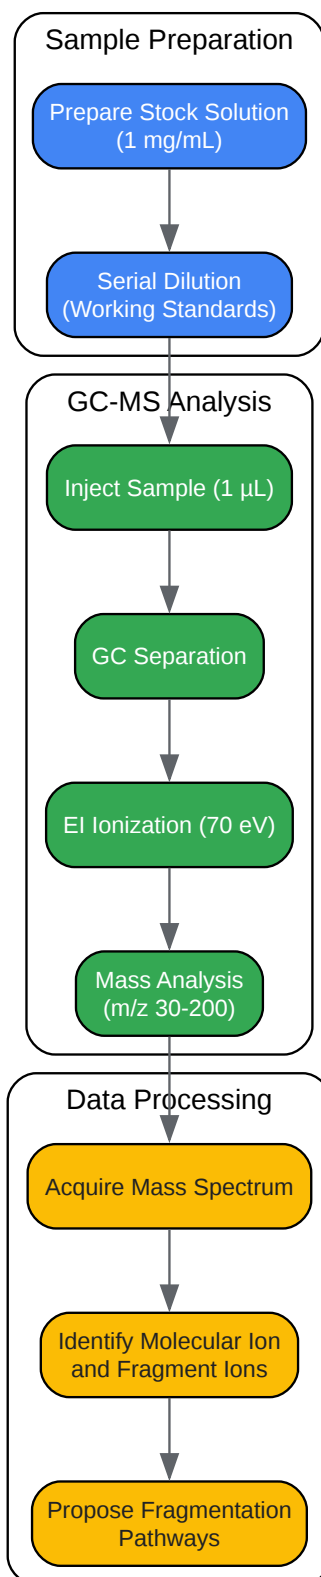 Sample Preparation
Prepare Stock Solution
(1 mg/mL)
Serial Dilution
(Working Standards)
GC-MS Analysis
Inject Sample (1 µL)
GC Separation
EI Ionization (70 eV)
Mass Analysis
(m/z 30-200)
Data Processing
Acquire Mass Spectrum
Identify Molecular Ion
and Fragment Ions
Propose Fragmentation
Pathways